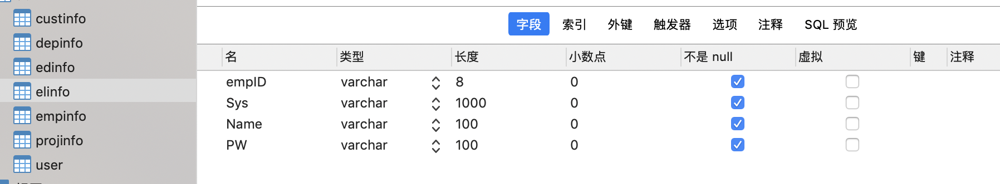 custinfo
depinfo
edinfo
elinfo
empinfo
projinfo
user
字段 索引 外键 触发器 选项 注释 SQL 预览
名 类型 长度 小数点 不是 null 虚拟 键 注释
empID varchar 8 0
Sys varchar 1000 0
Name varchar 100 0
PW varchar 100 0